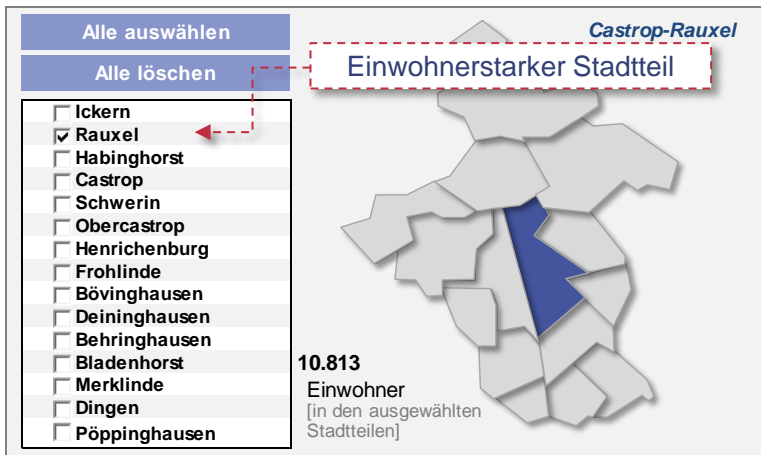 Alle auswählen
Castrop-Rauxel
Alle löschen
Einwohnerstarker Stadtteil
Ickern
Rauxel
Habinghorst
Castrop
Schwerin
Obercastrop
Henrichenburg
Frohlinde
Bövinghausen
Deininghausen
Behringhausen
Bladenhorst
Merklinde
Dingen
Pöppinghausen
10.813
Einwohner
[in den ausgewählten
Stadtteilen]